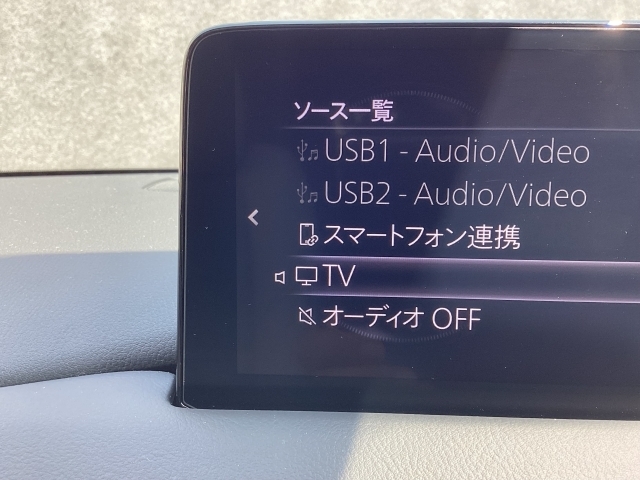 ソース一覧
USB1 - Audio/Video
USB2 - Audio/Video
スマートフォン連携
TV
オーディオ OFF